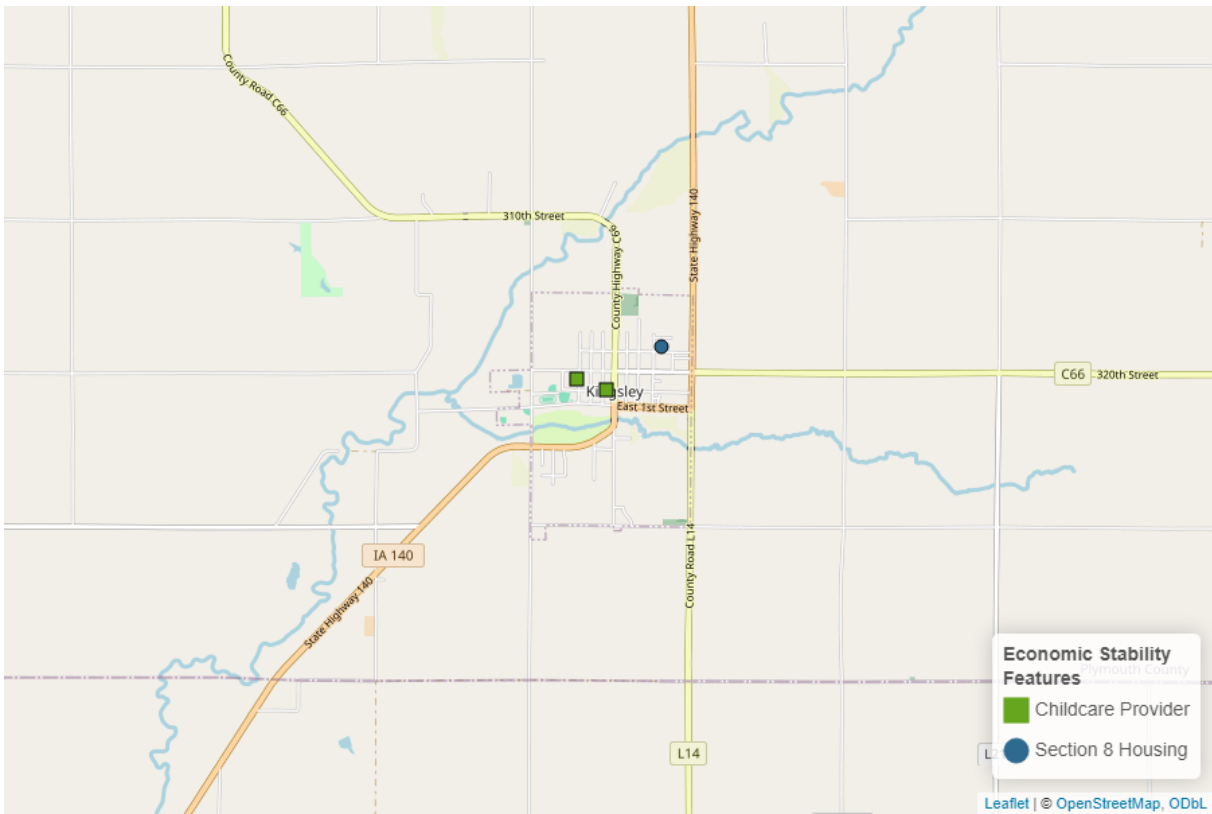 County Road C66
310th Street
County Highway C66
State Highway 140
Kingsley
East 1st Street
C66
320th Street
IA 140
State Highway 140
County Road L14
L14
Economic Stability
Features
Plymouth County
Childcare Provider
Section 8 Housing
Leaflet | © OpenStreetMap, ODbL